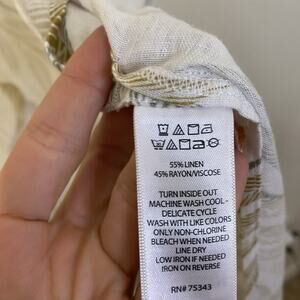 55% LINEN
45% RAYON/VISCOSE
TURN INSIDE OUT
MACHINE WASH COOL -
DELICATE CYCLE
WASH WITH LIKE COLORS
ONLY NON-CHLORINE
BLEACH WHEN NEEDED
LINE DRY
LOW IRON IF NEEDED
IRON ON REVERSE
RN# 75343